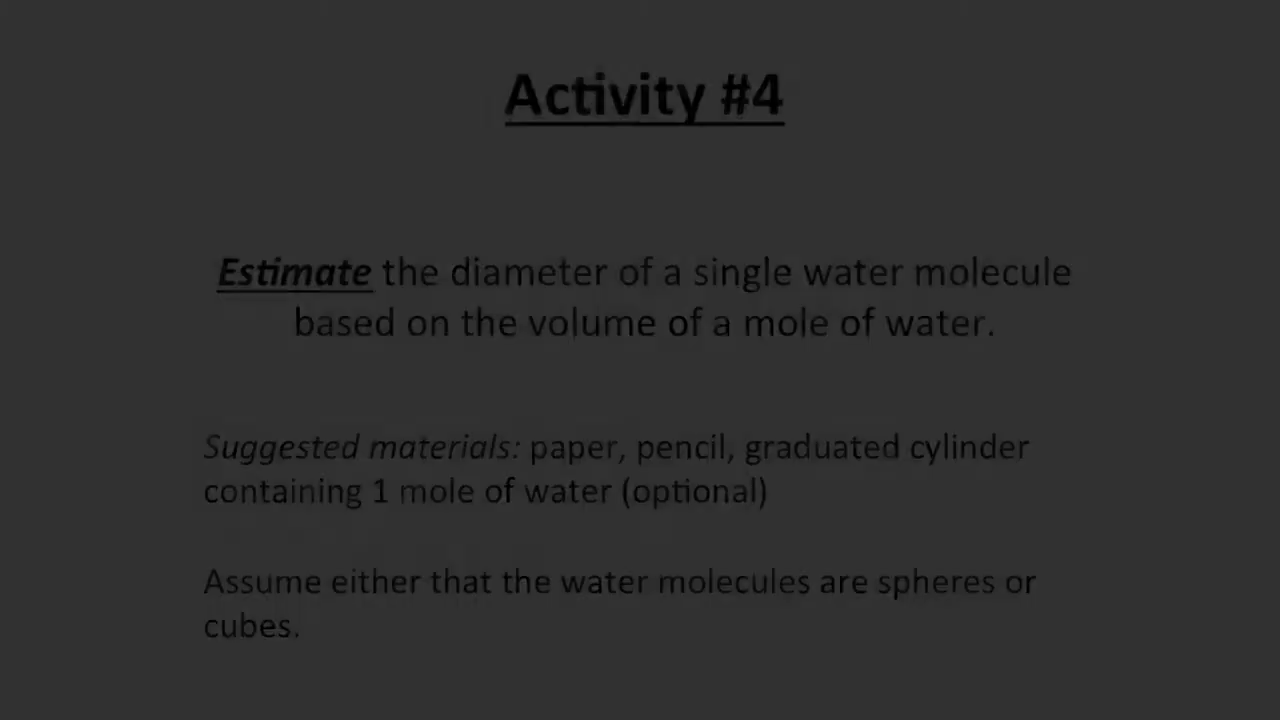 Activity #4
Estimate the diameter of a single water molecule
based on the volume of a mole of water.
Suggested materials: paper, pencil, graduated cylinder
containing 1 mole of water (optional)
Assume either that the water molecules are spheres or
cubes.